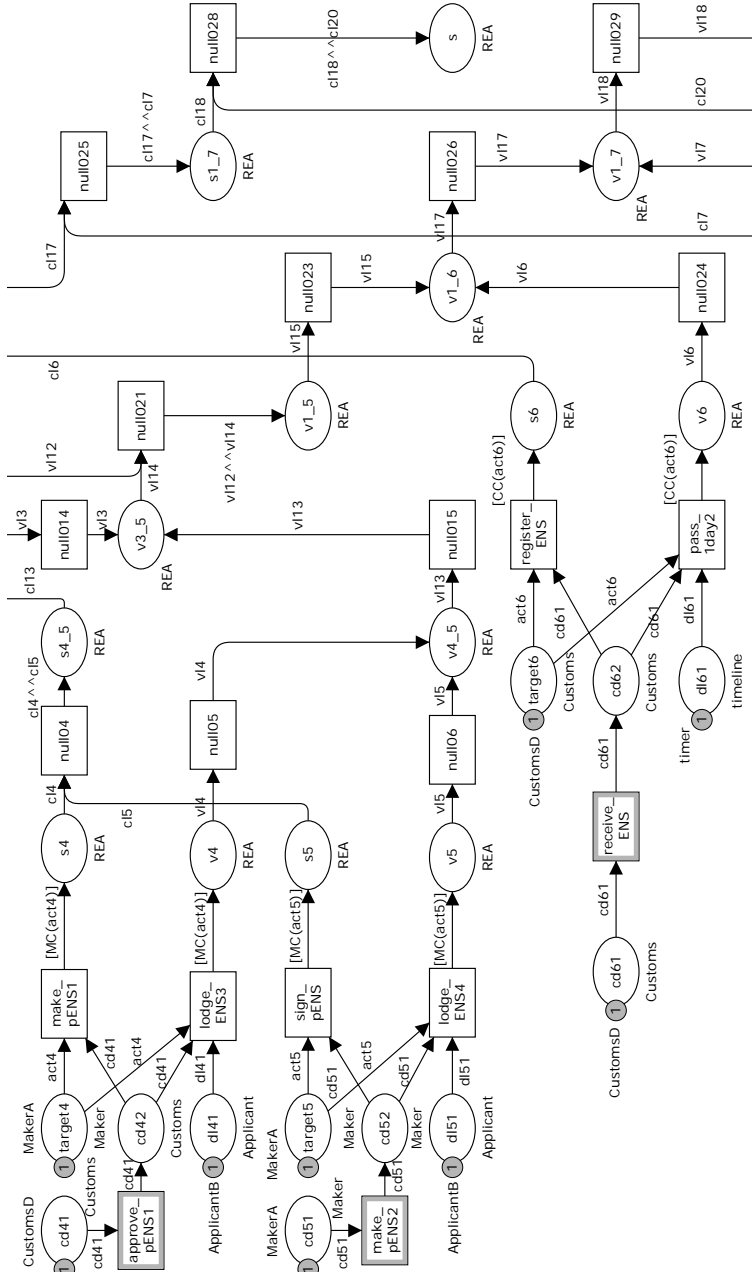 cl17
null025
cl17^^cl7
s1_7
REA
cl18
null028
cl18^^cl20
s
REA
cl13
vl3
null014
vl3
v3_5
REA
vl12
vl14
null021
vl12^^vl14
v1_5
REA
cl6
vl15
null023
vl15
v1_6
REA
vl17
null026
vl17
v1_7
REA
vl18
null029
vl18
cl20
vl7
cl7
vl6
null024
vl6
v6
REA
CustomsD
1
cd41
Customs
cd41
approve_
pENS1
cd41
MakerA
1
target4
Maker
act4
act4
cd42
Customs
cd41
cd41
make_
pENS1
[MC(act4)]
s4
REA
cl4
null04
cl4^^cl5
s4_5
REA
cl5
ApplicantB
1
dl41
Applicant
dl41
lodge_
ENS3
[MC(act4)]
v4
REA
vl4
null05
vl4
MakerA
1
cd51
Maker
cd51
make_
pENS2
cd51
MakerA
1
target5
Maker
act5
act5
cd52
Maker
cd51
cd51
sign_
pENS
[MC(act5)]
s5
REA
ApplicantB
1
dl51
Applicant
dl51
lodge_
ENS4
[MC(act5)]
v5
REA
vl5
null06
vl5
v4_5
REA
vl13
null015
vl13
CustomsD
1
target6
Customs
act6
act6
register_
ENS
[CC(act6)]
s6
REA
CustomsD
1
cd61
Customs
cd61
receive_
ENS
cd61
cd62
Customs
cd61
cd61
timer
1
dl61
timeline
dl61
pass_
1day2
[CC(act6)]